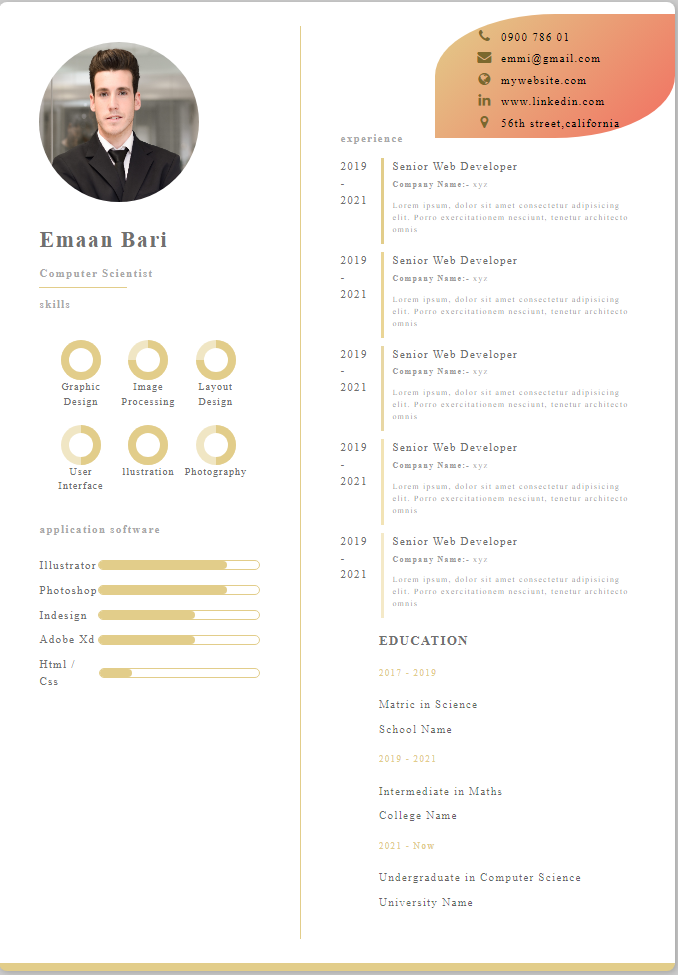 Emaan Bari
Computer Scientist
skills
Graphic
Design
Image
Processing
Layout
Design
User
Interface
llustration
Photography
application software
Illustrator
Photoshop
Indesign
Adobe Xd
Html /
Css
0900 786 01
emmi@gmail.com
mywebsite.com
www.linkedin.com
56th street,california
experience
2019
-
2021
Senior Web Developer
Company Name:- xyz
Lorem ipsum, dolor sit amet consectetur adipisicing
elit. Porro exercitationem nesciunt, tenetur architecto
omnis
2019
-
2021
Senior Web Developer
Company Name:- xyz
Lorem ipsum, dolor sit amet consectetur adipisicing
elit. Porro exercitationem nesciunt, tenetur architecto
omnis
2019
-
2021
Senior Web Developer
Company Name:- xyz
Lorem ipsum, dolor sit amet consectetur adipisicing
elit. Porro exercitationem nesciunt, tenetur architecto
omnis
2019
-
2021
Senior Web Developer
Company Name:- xyz
Lorem ipsum, dolor sit amet consectetur adipisicing
elit. Porro exercitationem nesciunt, tenetur architecto
omnis
2019
-
2021
Senior Web Developer
Company Name:- xyz
Lorem ipsum, dolor sit amet consectetur adipisicing
elit. Porro exercitationem nesciunt, tenetur architecto
omnis
EDUCATION
2017 - 2019
Matric in Science
School Name
2019 - 2021
Intermediate in Maths
College Name
2021 - Now
Undergraduate in Computer Science
University Name